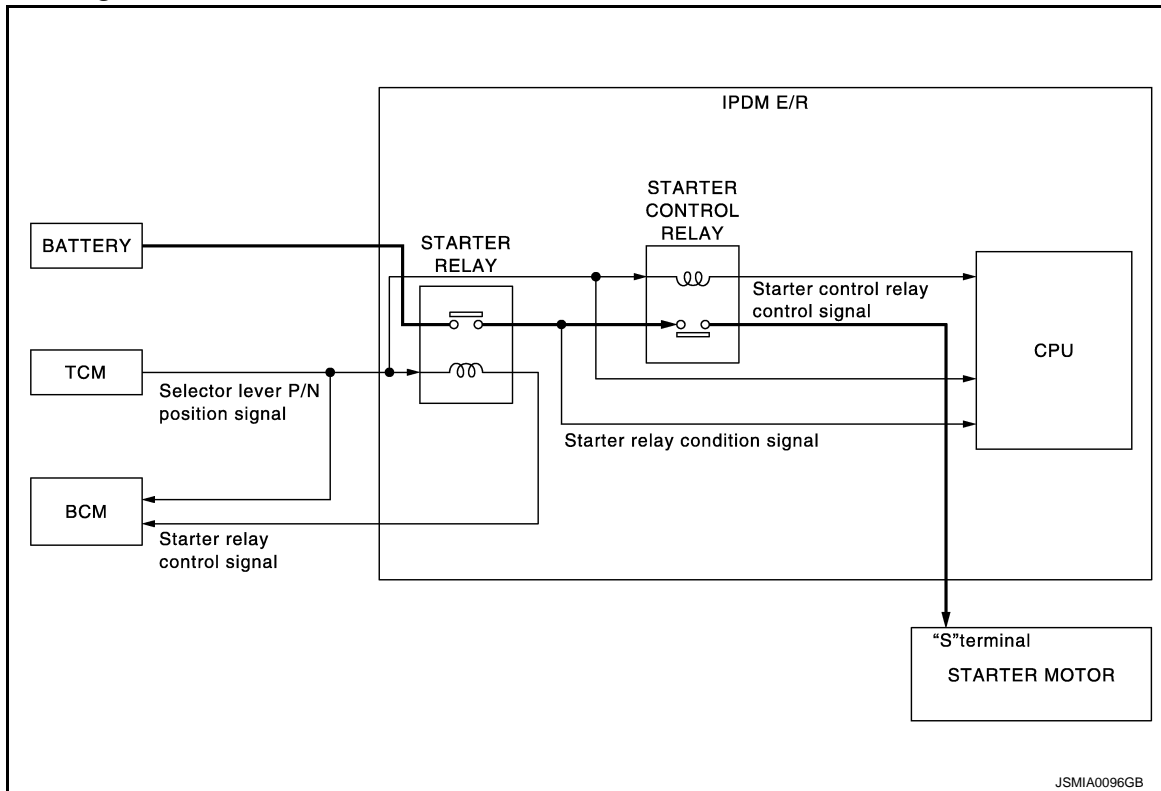 IPDM E/R
STARTER
CONTROL
RELAY
BATTERY
STARTER
RELAY
Starter control relay
control signal
CPU
TCM
Selector lever P/N
position signal
Starter relay condition signal
BCM
Starter relay
control signal
“S”terminal
STARTER MOTOR
JSMIA0096GB